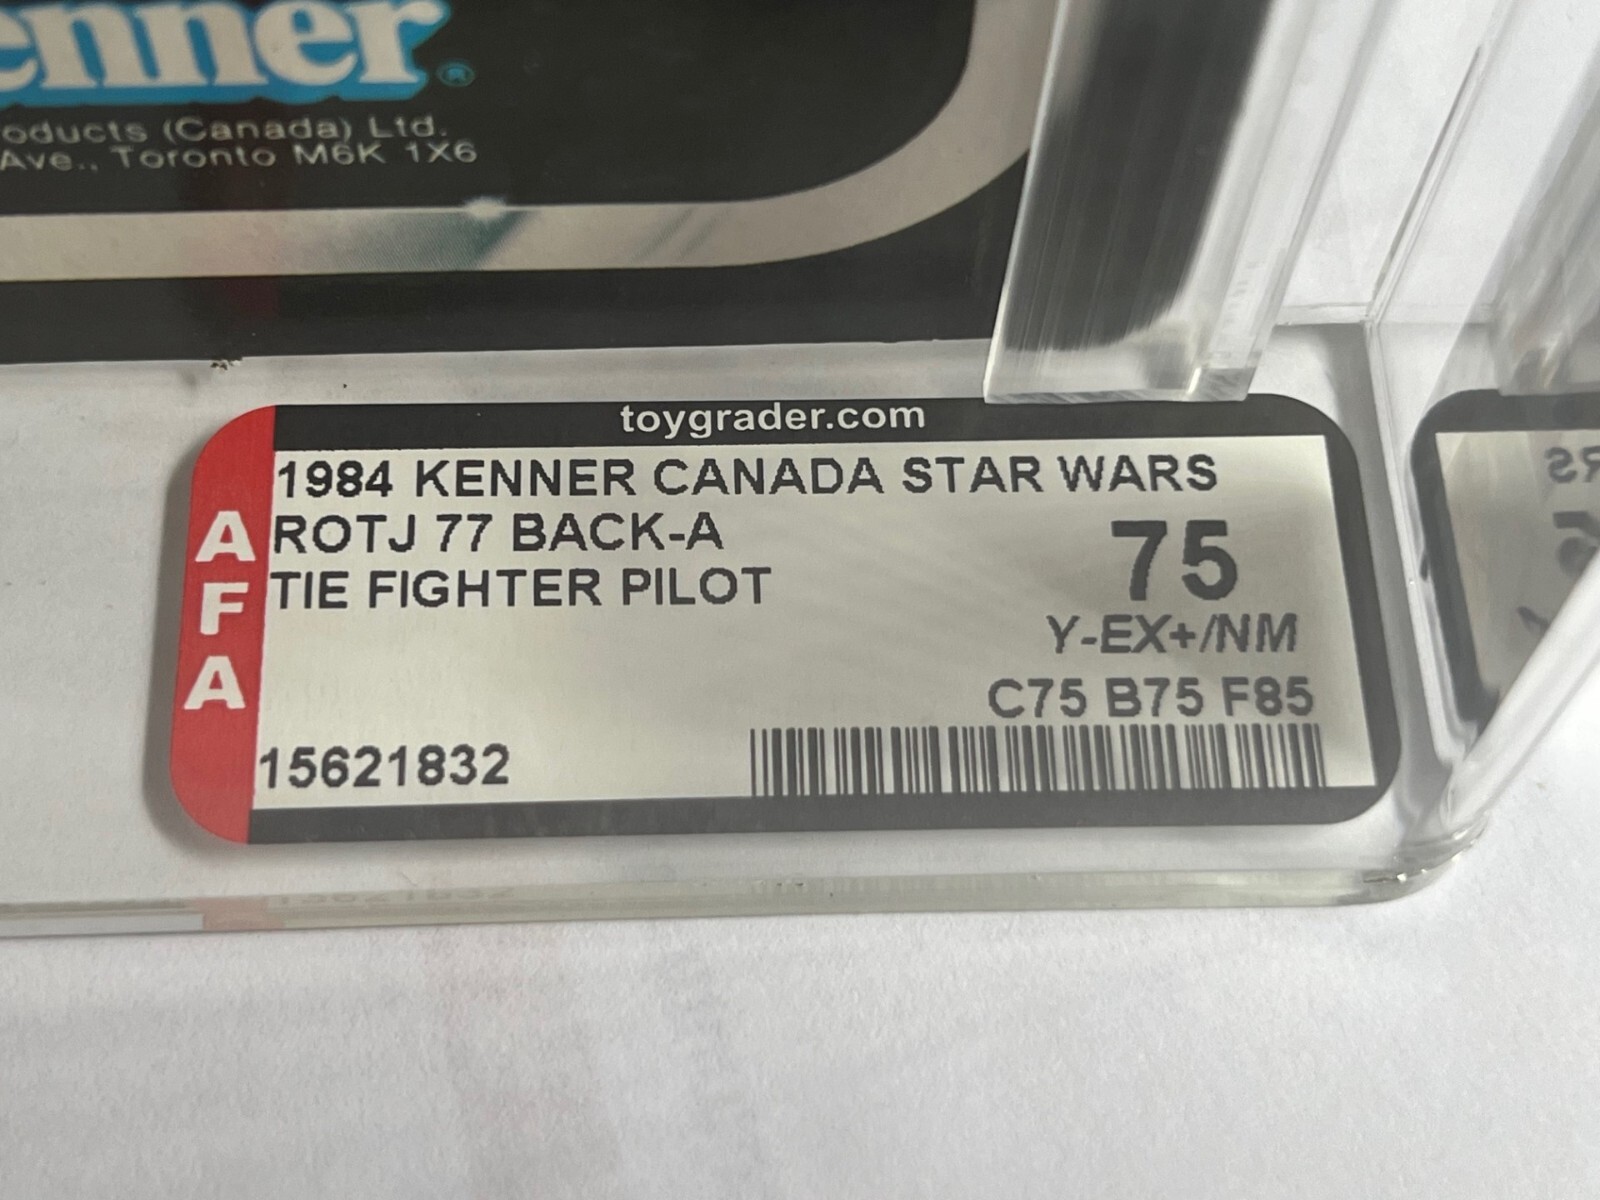 enner®
oducts (Canada) Ltd.
Ave., Toronto M6K 1X6
toygrader.com
AFA
1984 KENNER CANADA STAR WARS
ROTJ 77 BACK-A
TIE FIGHTER PILOT
75
Y-EX+/NM
C75 B75 F85
15621832